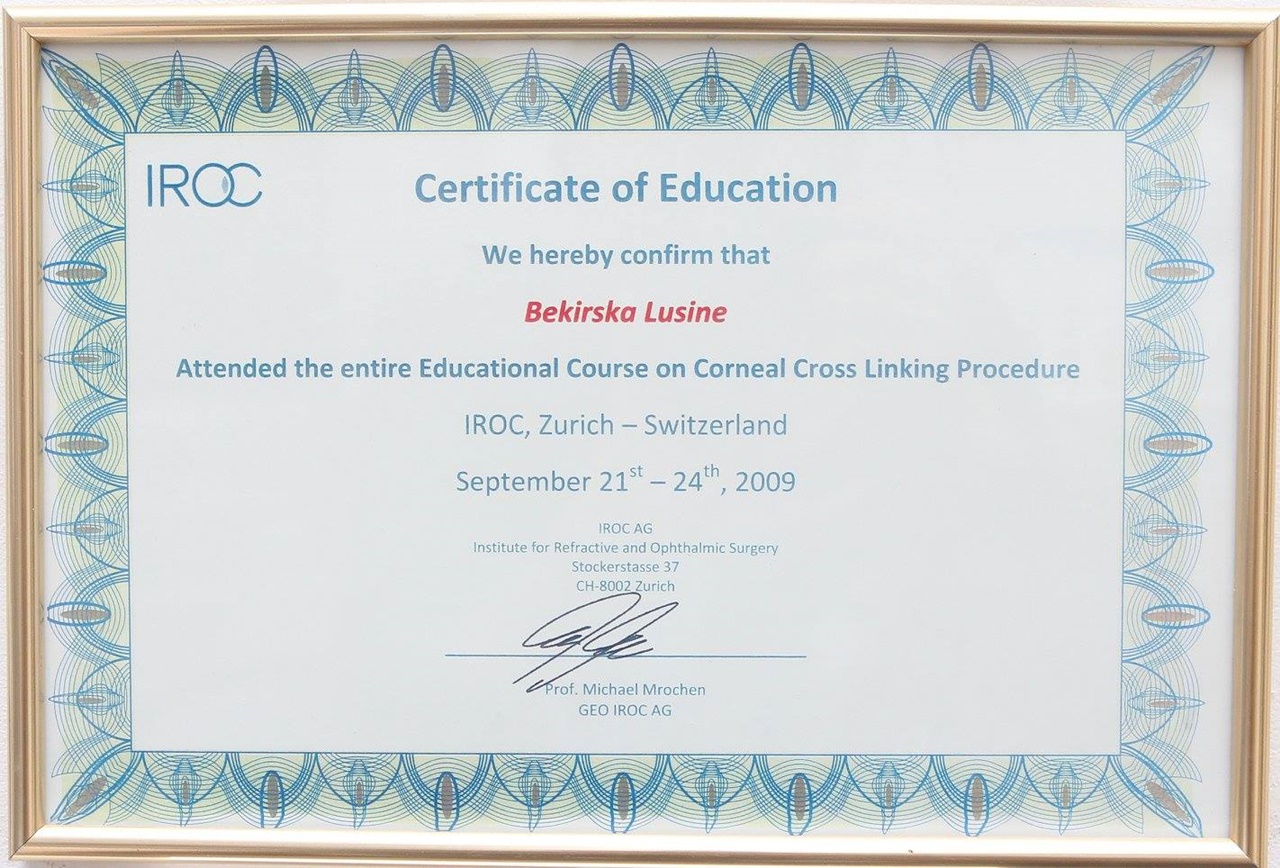 IROC
Certificate of Education
We hereby confirm that
Bekirska Lusine
Attended the entire Educational Course on Corneal Cross Linking Procedure
IROC, Zurich – Switzerland
September 21st – 24th, 2009
IROC AG
Institute for Refractive and Ophthalmic Surgery
Stockerstasse 37
CH-8002 Zurich
Prof. Michael Mrochen
GEO IROC AG